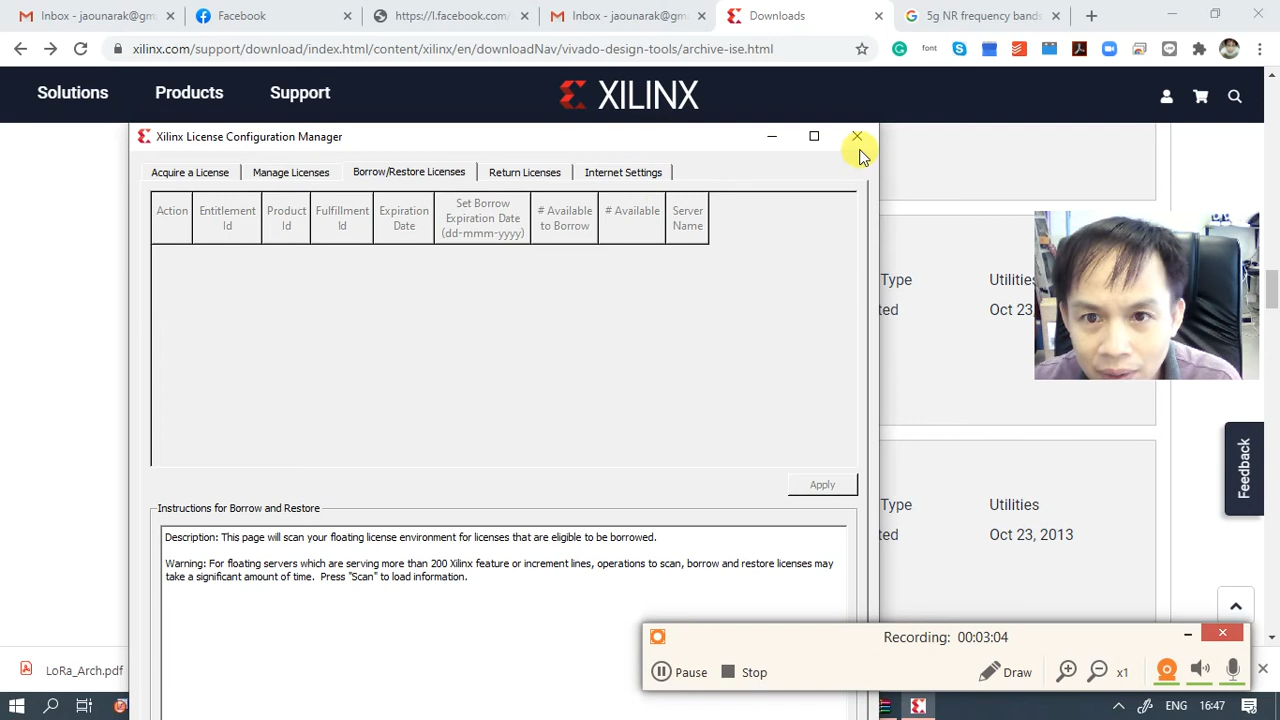 Inbox - jaounarak@gm
Facebook
https://l.facebook.com/
Inbox - jaounarak@gm
Downloads
5g NR frequency bands
xilinx.com/support/download/index.html/content/xilinx/en/downloadNav/vivado-design-tools/archive-ise.html
font
Solutions
Products
Support
XILINX
Xilinx License Configuration Manager
Acquire a License
Manage Licenses
Borrow/Restore Licenses
Return Licenses
Internet Settings
Action
Entitlement
Id
Product
Id
Fulfillment
Id
Expiration
Date
Set Borrow
Expiration Date
(dd-mmm-yyyy)
# Available
to Borrow
# Available
Server
Name
Type
Utilities
ted
Oct 23,
Apply
Instructions for Borrow and Restore
Description: This page will scan your floating license environment for licenses that are eligible to be borrowed.
Warning: For floating servers which are serving more than 200 Xilinx feature or increment lines, operations to scan, borrow and restore licenses may
take a significant amount of time. Press "Scan" to load information.
Type
Utilities
ted
Oct 23, 2013
Feedback
Recording: 00:03:04
Pause
Stop
Draw
x1
LoRa_Arch.pdf
ENG
16:47